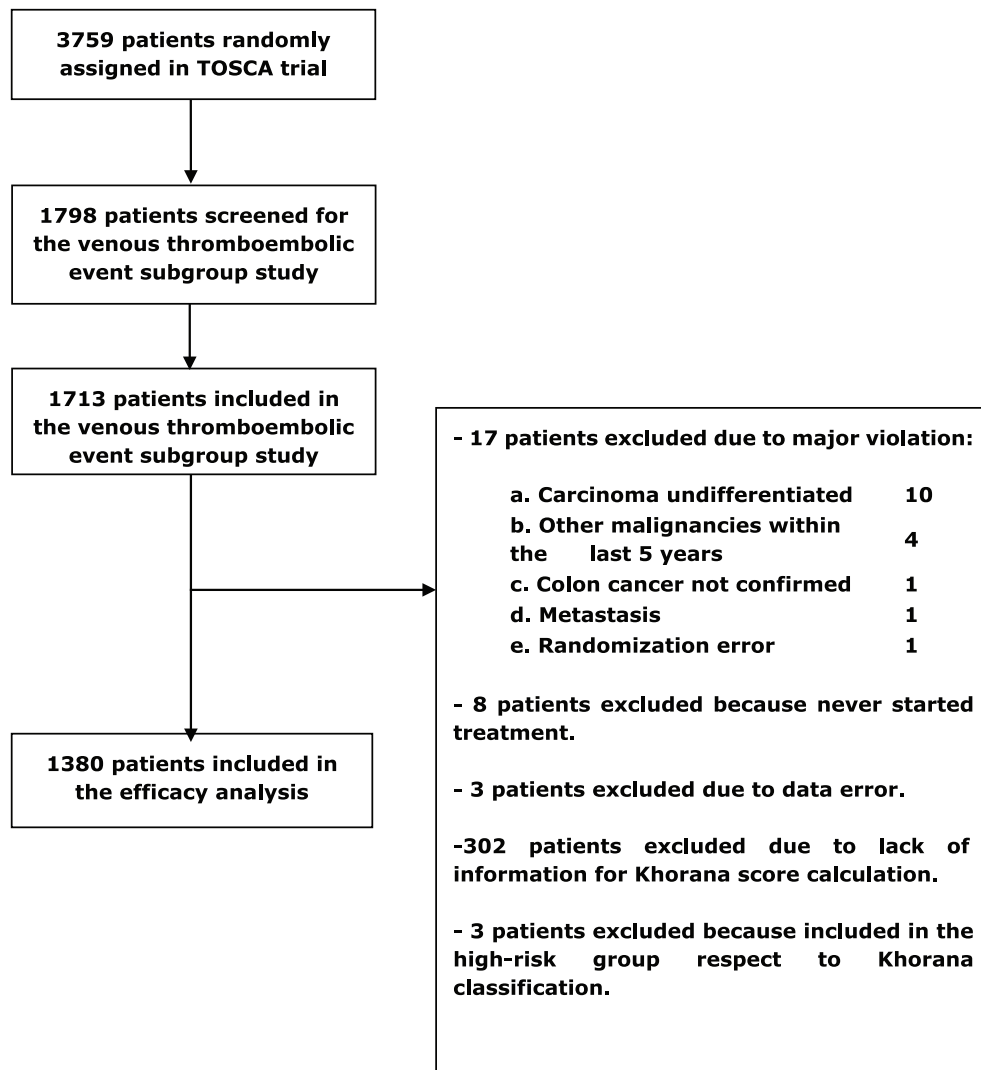 3759 patients randomly
assigned in TOSCA trial
1798 patients screened for
the venous thromboembolic
event subgroup study
1713 patients included in
the venous thromboembolic
event subgroup study
- 17 patients excluded due to major violation:
a. Carcinoma undifferentiated 10
b. Other malignancies within
the last 5 years 4
c. Colon cancer not confirmed 1
d. Metastasis 1
e. Randomization error 1
- 8 patients excluded because never started
treatment.
- 3 patients excluded due to data error.
-302 patients excluded due to lack of
information for Khorana score calculation.
- 3 patients excluded because included in the
high-risk group respect to Khorana
classification.
1380 patients included in
the efficacy analysis